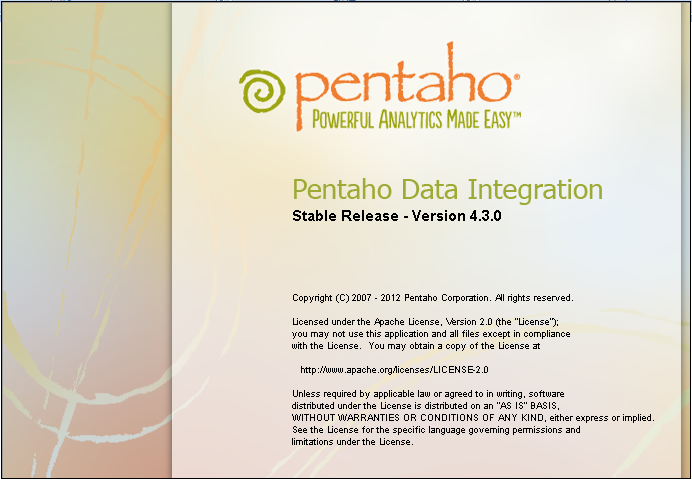 pentaho®
POWERFUL ANALYTICS MADE EASY™
Pentaho Data Integration
Stable Release - Version 4.3.0
Copyright (C) 2007 - 2012 Pentaho Corporation. All rights reserved.
Licensed under the Apache License, Version 2.0 (the "License");
you may not use this application and all files except in compliance
with the License. You may obtain a copy of the License at
http://www.apache.org/licenses/LICENSE-2.0
Unless required by applicable law or agreed to in writing, software
distributed under the License is distributed on an "AS IS" BASIS,
WITHOUT WARRANTIES OR CONDITIONS OF ANY KIND, either express or implied.
See the License for the specific language governing permissions and
limitations under the License.